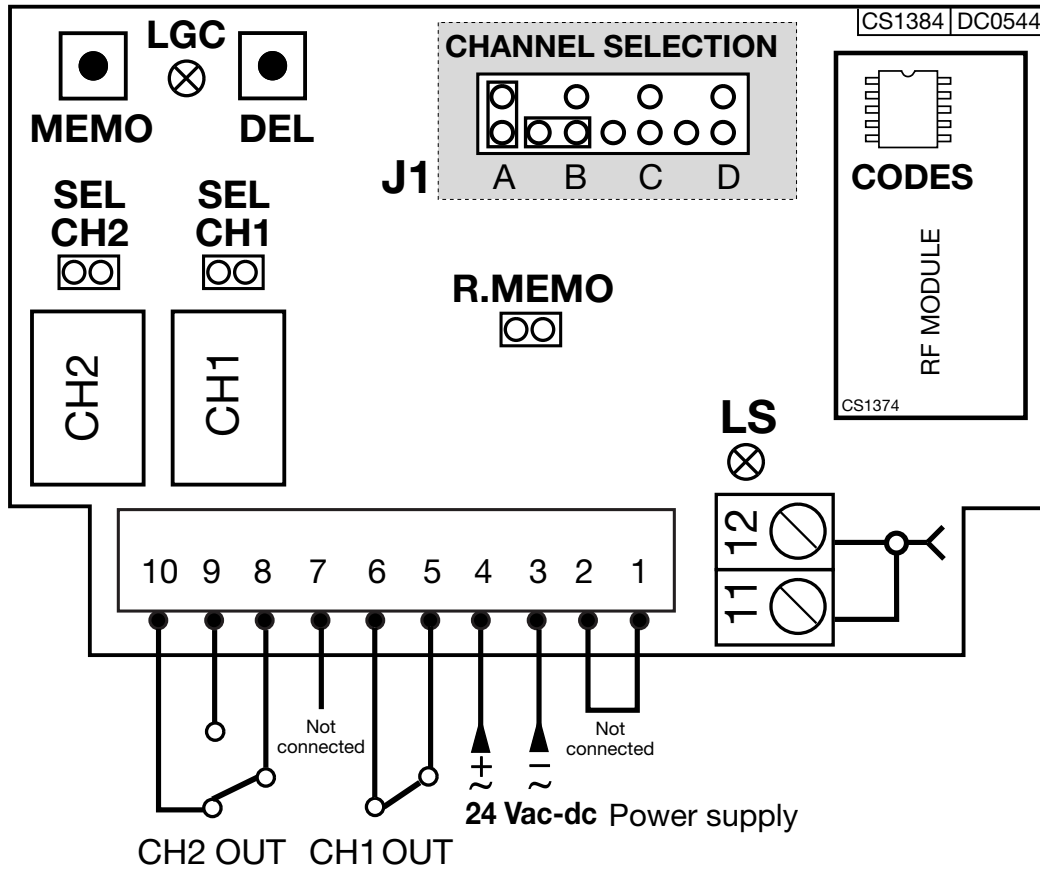 CS1384 DC0544
LGC
MEMO
DEL
CHANNEL SELECTION
J1
A B C D
CODES
RF MODULE
CS1374
SEL
CH2
SEL
CH1
R.MEMO
CH2
CH1
LS
12
11
10 9 8 7 6 5 4 3 2 1
Not
connected
Not
connected
+ −
~ ~
24 Vac-dc Power supply
CH2 OUT CH1 OUT